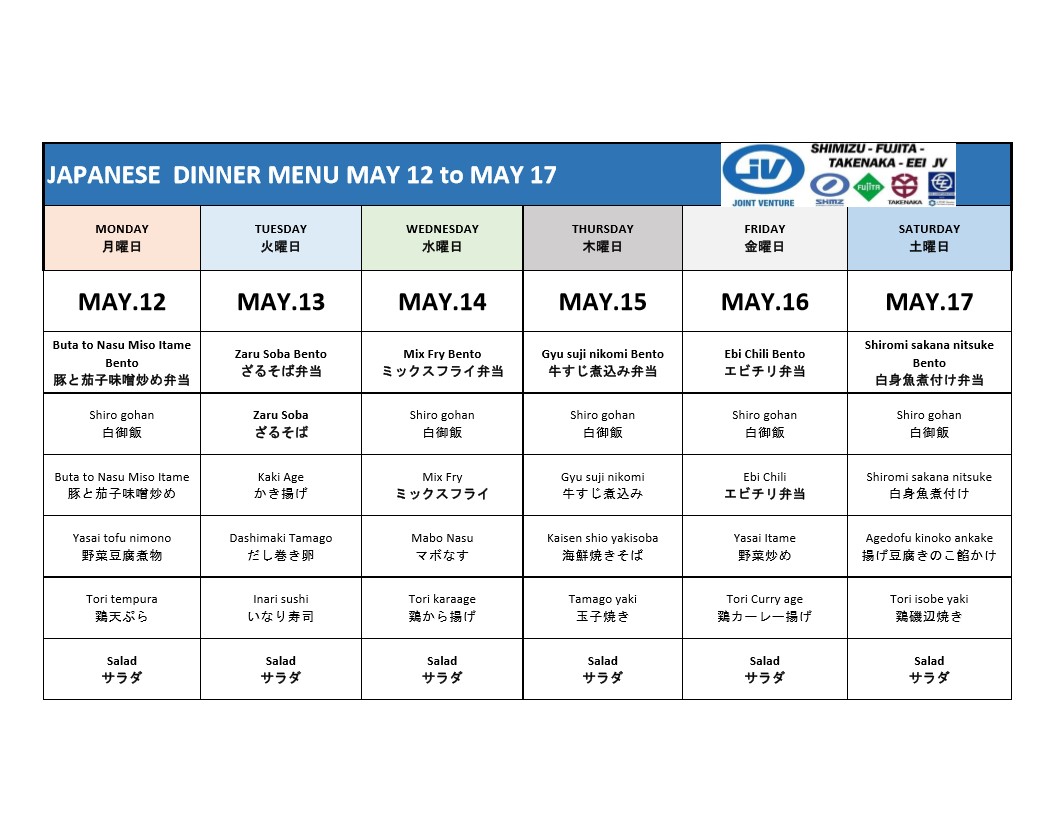 JAPANESE  DINNER MENU MAY 12 to MAY 17
JV
JOINT VENTURE
SHIMIZU - FUJITA -
TAKENAKA - EEI JV
SHMZ
FUJITA
TAKENAKA
MONDAY
月曜日
TUESDAY
火曜日
WEDNESDAY
水曜日
THURSDAY
木曜日
FRIDAY
金曜日
SATURDAY
土曜日
MAY.12
MAY.13
MAY.14
MAY.15
MAY.16
MAY.17
Buta to Nasu Miso Itame
Bento
豚と茄子味噌炒め弁当
Zaru Soba Bento
ざるそば弁当
Mix Fry Bento
ミックスフライ弁当
Gyu suji nikomi Bento
牛すじ煮込み弁当
Ebi Chili Bento
エビチリ弁当
Shiromi sakana nitsuke
Bento
白身魚煮付け弁当
Shiro gohan
白御飯
Zaru Soba
ざるそば
Shiro gohan
白御飯
Shiro gohan
白御飯
Shiro gohan
白御飯
Shiro gohan
白御飯
Buta to Nasu Miso Itame
豚と茄子味噌炒め
Kaki Age
かき揚げ
Mix Fry
ミックスフライ
Gyu suji nikomi
牛すじ煮込み
Ebi Chili
エビチリ弁当
Shiromi sakana nitsuke
白身魚煮付け
Yasai tofu nimono
野菜豆腐煮物
Dashimaki Tamago
だし巻き卵
Mabo Nasu
マボなす
Kaisen shio yakisoba
海鮮焼きそば
Yasai Itame
野菜炒め
Agedofu kinoko ankake
揚げ豆腐きのこ餡かけ
Tori tempura
鶏天ぷら
Inari sushi
いなり寿司
Tori karaage
鶏から揚げ
Tamago yaki
玉子焼き
Tori Curry age
鶏カーレー揚げ
Tori isobe yaki
鶏磯辺焼き
Salad
サラダ
Salad
サラダ
Salad
サラダ
Salad
サラダ
Salad
サラダ
Salad
サラダ